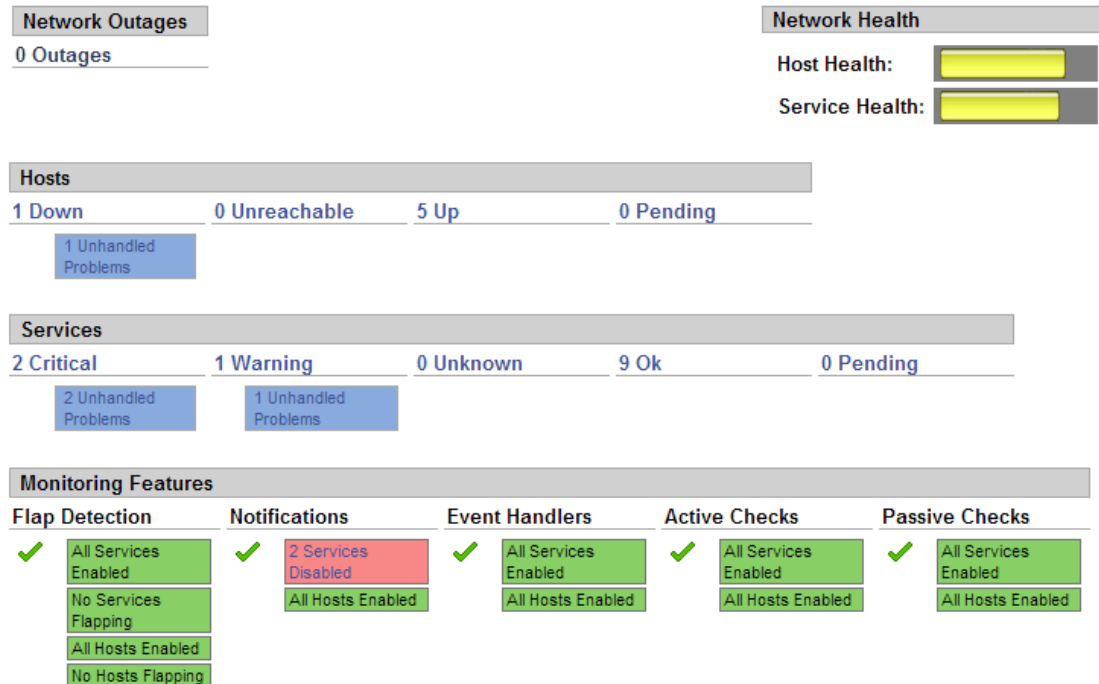 Network Outages
0 Outages
Network Health
Host Health:
Service Health:
Hosts
1 Down
0 Unreachable
5 Up
0 Pending
1 Unhandled
Problems
Services
2 Critical
1 Warning
0 Unknown
9 Ok
0 Pending
2 Unhandled
Problems
1 Unhandled
Problems
Monitoring Features
Flap Detection
Notifications
Event Handlers
Active Checks
Passive Checks
All Services
Enabled
No Services
Flapping
All Hosts Enabled
No Hosts Flapping
2 Services
Disabled
All Hosts Enabled
All Services
Enabled
All Hosts Enabled
All Services
Enabled
All Hosts Enabled
All Services
Enabled
All Hosts Enabled